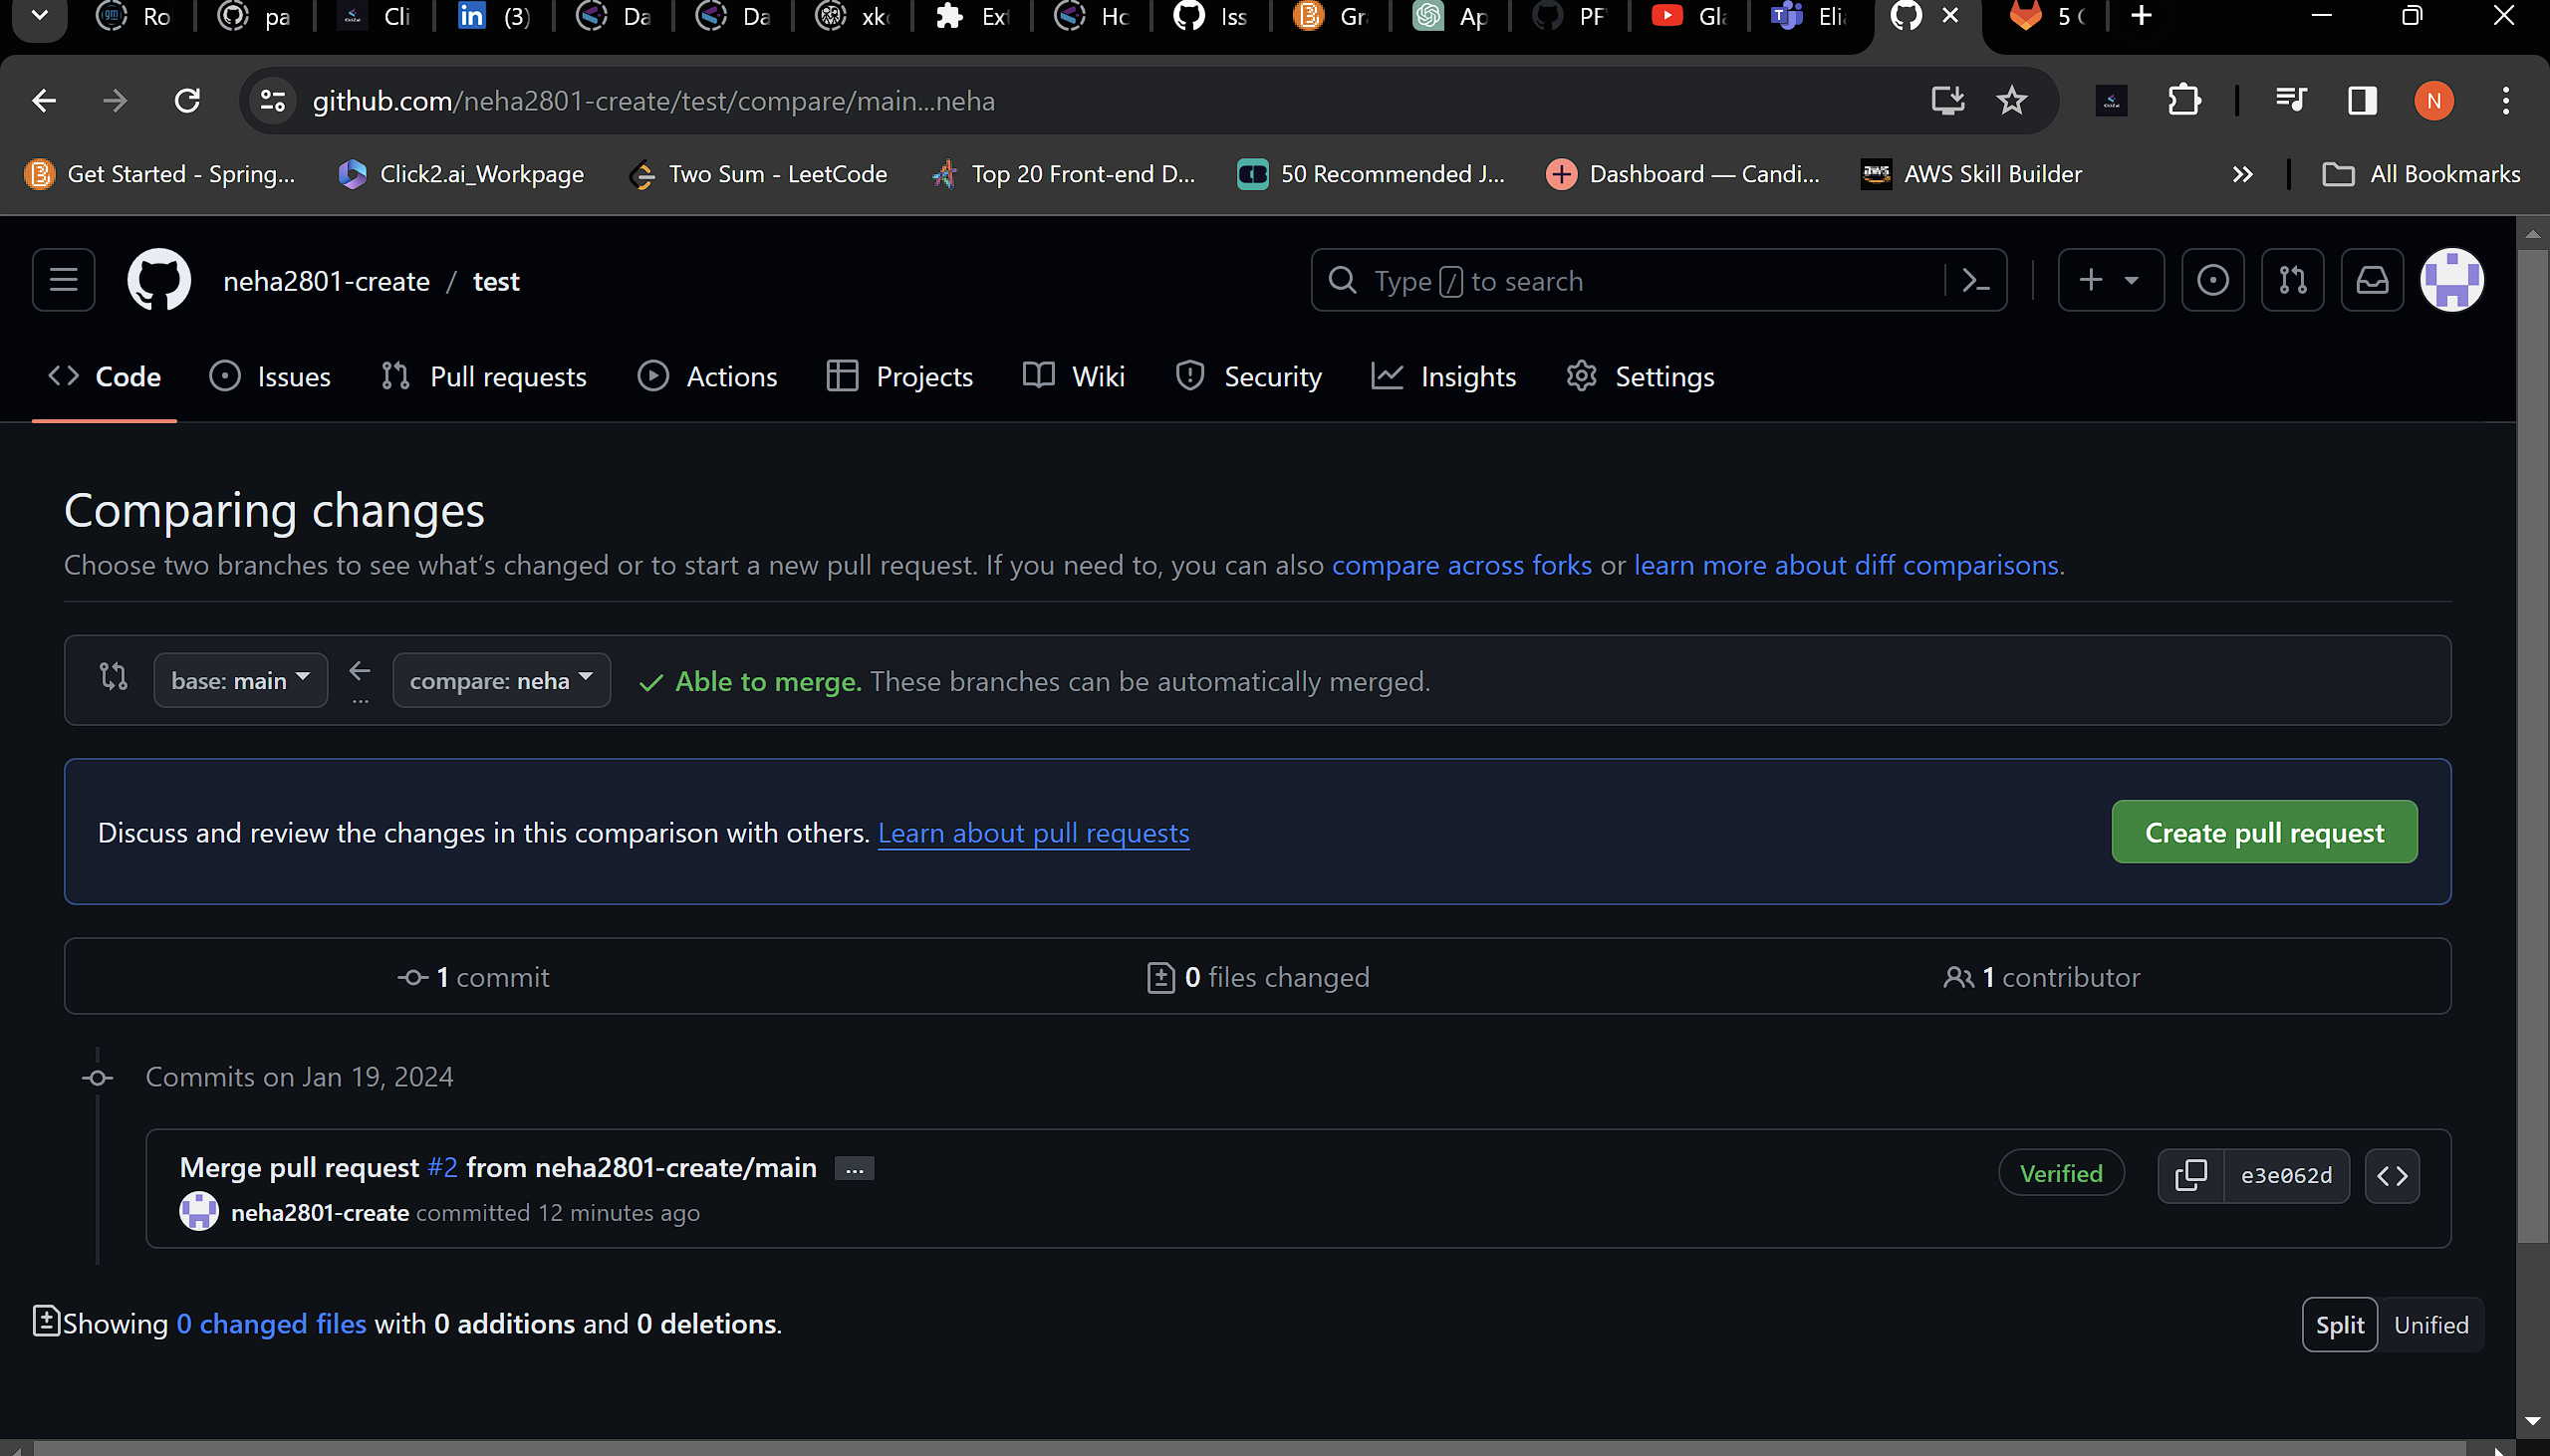 Ro
pa
Cli
in (3)
Da
Da
xk
Ex
Ho
Iss
Gr
Ap
PF
Gla
Eli
5
github.com/neha2801-create/test/compare/main...neha
N
Get Started - Spring...
Click2.ai_Workpage
Two Sum - LeetCode
Top 20 Front-end D...
50 Recommended J...
Dashboard — Candi...
aws AWS Skill Builder
All Bookmarks
neha2801-create / test
Type / to search
Code Issues Pull requests Actions Projects Wiki Security Insights Settings
Comparing changes
Choose two branches to see what's changed or to start a new pull request. If you need to, you can also compare across forks or learn more about diff comparisons.
base: main ... compare: neha Able to merge. These branches can be automatically merged.
Discuss and review the changes in this comparison with others. Learn about pull requests
Create pull request
1 commit 0 files changed 1 contributor
Commits on Jan 19, 2024
Merge pull request #2 from neha2801-create/main ...
Verified e3e062d
neha2801-create committed 12 minutes ago
Showing 0 changed files with 0 additions and 0 deletions.
Split Unified